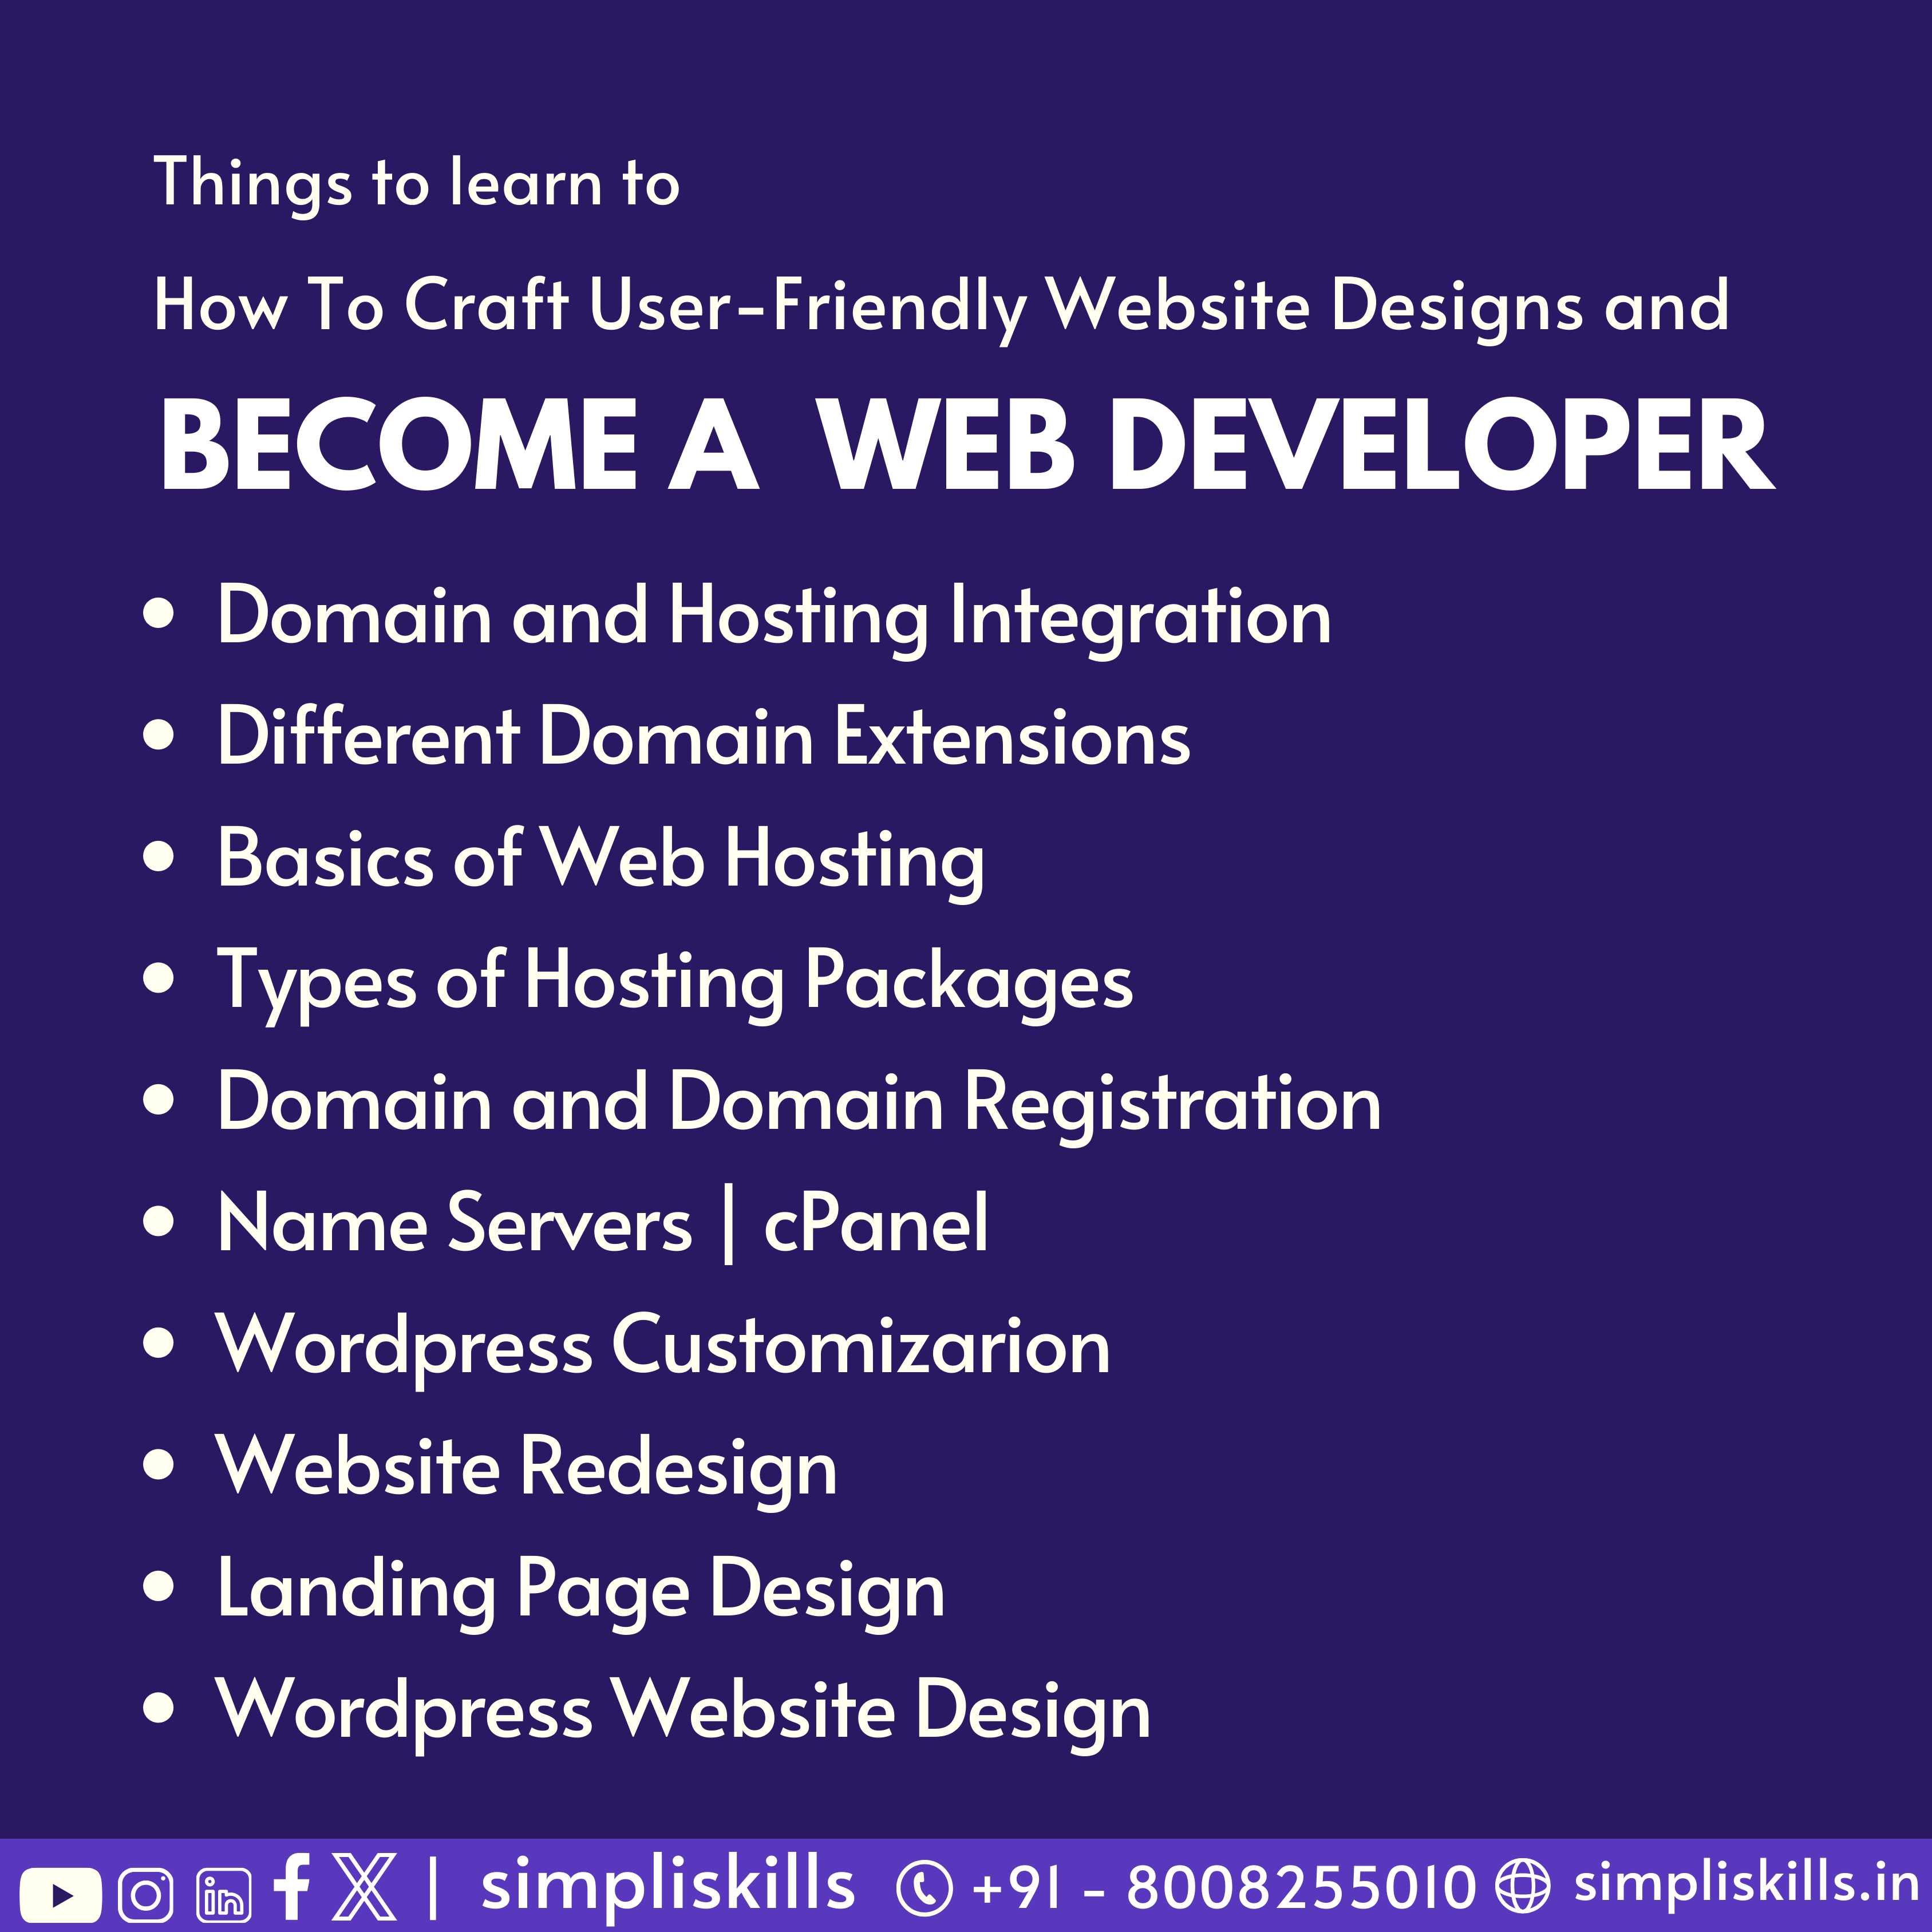 Things to learn to
How To Craft User-Friendly Website Designs and
BECOME A WEB DEVELOPER
• Domain and Hosting Integration
• Different Domain Extensions
• Basics of Web Hosting
• Types of Hosting Packages
• Domain and Domain Registration
• Name Servers | cPanel
• Wordpress Customizarion
• Website Redesign
• Landing Page Design
• Wordpress Website Design
| simpliskills +91 - 8008255010 simpliskills.in